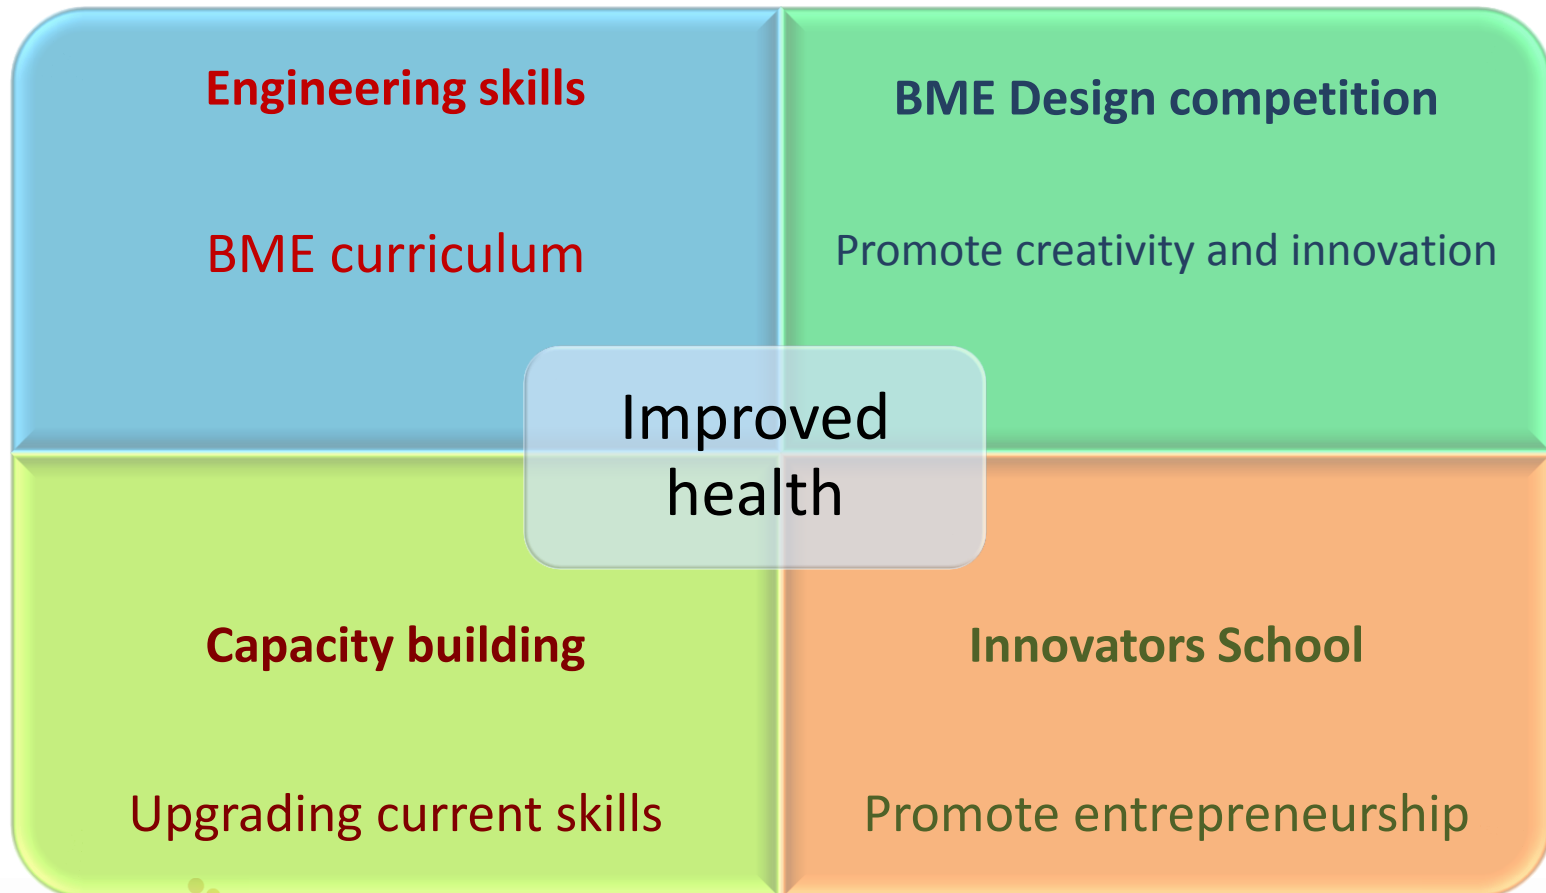 Engineering skills
BME curriculum
BME Design competition
Promote creativity and innovation
Improved
health
Capacity building
Upgrading current skills
Innovators School
Promote entrepreneurship